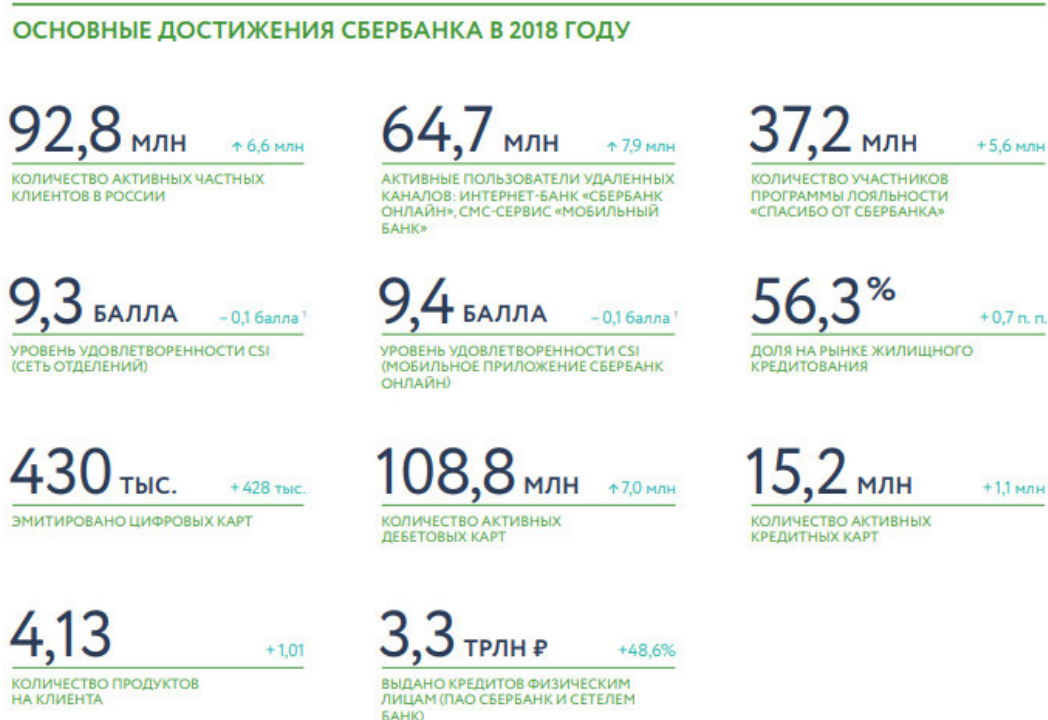 ОСНОВНЫЕ ДОСТИЖЕНИЯ СБЕРБАНКА В 2018 ГОДУ
92,8 МЛН ↑ 6,6 млн
КОЛИЧЕСТВО АКТИВНЫХ ЧАСТНЫХ
КЛИЕНТОВ В РОССИИ
64,7 МЛН ↑ 7,9 млн
АКТИВНЫЕ ПОЛЬЗОВАТЕЛИ УДАЛЕННЫХ
КАНАЛОВ: ИНТЕРНЕТ-БАНК «СБЕРБАНК
ОНЛАЙН», СМС-СЕРВИС «МОБИЛЬНЫЙ
БАНК»
37,2 МЛН +5,6 млн
КОЛИЧЕСТВО УЧАСТНИКОВ
ПРОГРАММЫ ЛОЯЛЬНОСТИ
«СПАСИБО ОТ СБЕРБАНКА»
9,3 БАЛЛА – 0,1 балла ¹
УРОВЕНЬ УДОВЛЕТВОРЕННОСТИ CSI
(СЕТЬ ОТДЕЛЕНИЙ)
9,4 БАЛЛА – 0,1 балла ¹
УРОВЕНЬ УДОВЛЕТВОРЕННОСТИ CSI
(МОБИЛЬНОЕ ПРИЛОЖЕНИЕ СБЕРБАНК
ОНЛАЙН)
56,3% +0,7 п. п.
ДОЛЯ НА РЫНКЕ ЖИЛИЩНОГО
КРЕДИТОВАНИЯ
430 ТЫС. +428 тыс.
ЭМИТИРОВАНО ЦИФРОВЫХ КАРТ
108,8 МЛН ↑7,0 млн
КОЛИЧЕСТВО АКТИВНЫХ
ДЕБЕТОВЫХ КАРТ
15,2 МЛН +1,1 млн
КОЛИЧЕСТВО АКТИВНЫХ
КРЕДИТНЫХ КАРТ
4,13 +1,01
КОЛИЧЕСТВО ПРОДУКТОВ
НА КЛИЕНТА
3,3 ТРЛН ₽ +48,6%
ВЫДАНО КРЕДИТОВ ФИЗИЧЕСКИМ
ЛИЦАМ (ПАО СБЕРБАНК И СЕТЕЛЕМ
БАНК)